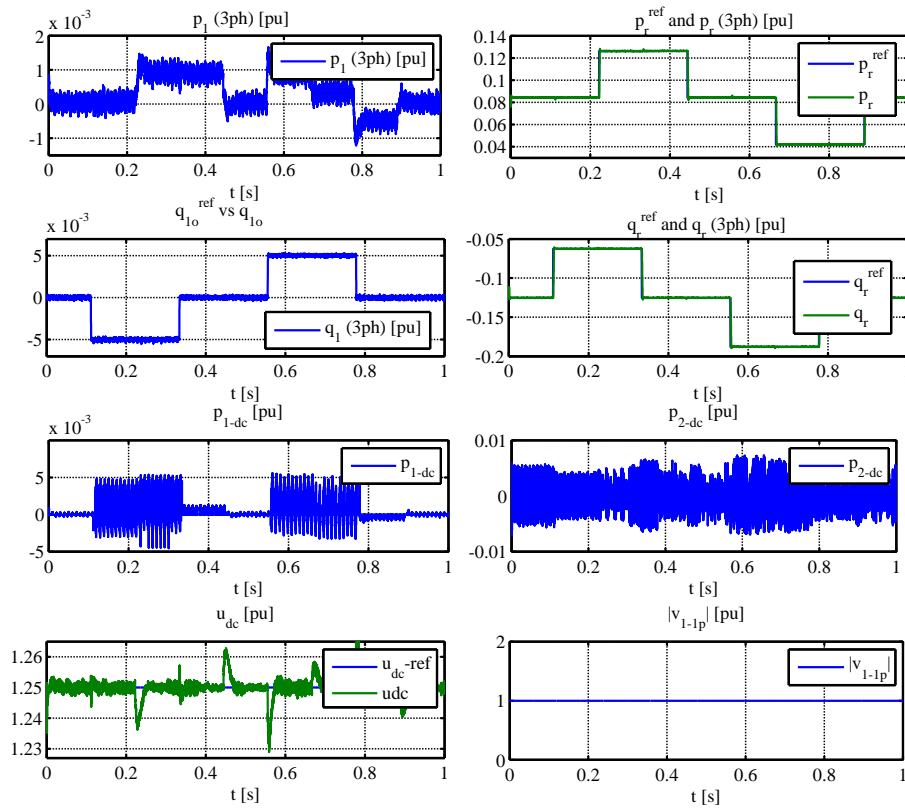 p_1 (3ph) [pu]
x 10^-3
2
1
0
-1
0 0.2 0.4 0.6 0.8 1
t [s]
p_1 (3ph) [pu]
p_r^ref and p_r (3ph) [pu]
0.14
0.12
0.10
0.08
0.06
0.04
0 0.2 0.4 0.6 0.8
t [s]
p_r^ref
p_r
q_1o^ref vs q_1o
x 10^-3
5
0
-5
0 0.2 0.4 0.6 0.8 1
t [s]
q_1 (3ph) [pu]
q_r^ref and q_r (3ph) [pu]
-0.05
-0.1
-0.15
-0.2
0 0.2 0.4 0.6 0.8
t [s]
q_r^ref
q_r
p_1-dc [pu]
x 10^-3
5
0
-5
0 0.2 0.4 0.6 0.8 1
t [s]
p_1-dc
p_2-dc [pu]
0.01
0
-0.01
0 0.2 0.4 0.6 0.8 1
t [s]
p_2-dc
u_dc [pu]
1.26
1.25
1.24
1.23
0 0.2 0.4 0.6 0.8 1
t [s]
u_dc-ref
udc
|v_1-1p| [pu]
2
1
0
0 0.2 0.4 0.6 0.8 1
t [s]
|v_1-1p|